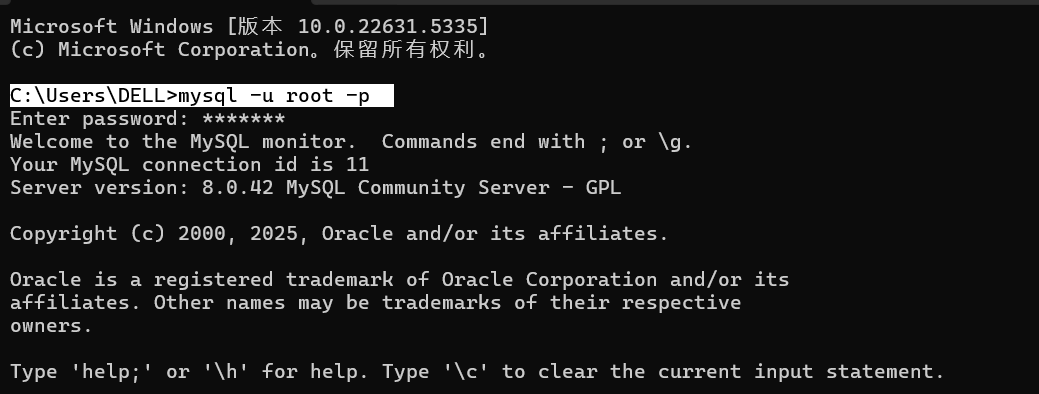 Microsoft Windows [版本 10.0.22631.5335]
(c) Microsoft Corporation。保留所有权利。
C:\Users\DELL>mysql -u root -p
Enter password: *******
Welcome to the MySQL monitor.  Commands end with ; or \g.
Your MySQL connection id is 11
Server version: 8.0.42 MySQL Community Server - GPL
Copyright (c) 2000, 2025, Oracle and/or its affiliates.
Oracle is a registered trademark of Oracle Corporation and/or its
affiliates. Other names may be trademarks of their respective
owners.
Type 'help;' or '\h' for help. Type '\c' to clear the current input statement.